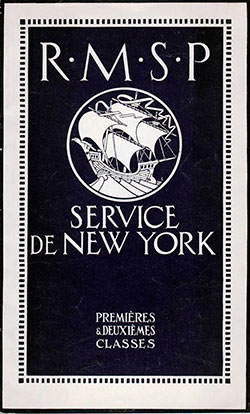 R·M·S·P
SERVICE
DE NEW YORK
PREMIÈRES
& DEUXIÈMES
CLASSES